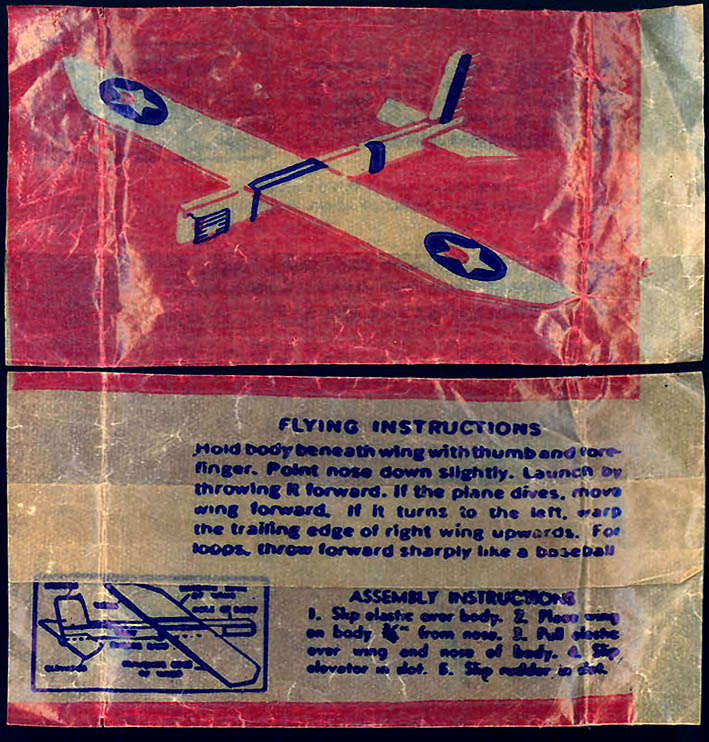 FLYING INSTRUCTIONS
Hold body beneath wing with thumb and fore-
finger. Point nose down slightly. Launch by
throwing it forward. If the plane dives, move
wing forward. If it turns to the left, warp
the trailing edge of right wing upwards. For
loops, throw forward sharply like a baseball
ASSEMBLY INSTRUCTIONS
1. Slip elastic over body. 2. Place wing
on body from nose. 3. Pull elastic
over wing and nose of body. 4. Slip
elevator in slot. 5. Slip rudder in slot.
OF WING